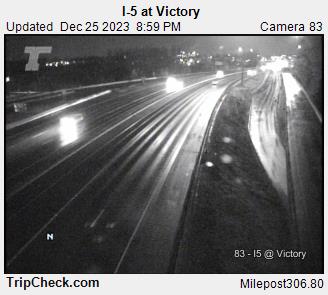 I-5 at Victory
Updated  Dec 25 2023  8:59 PM
Camera 83
T
N
83 - I5 @ Victory
TripCheck.com
Milepost306.80